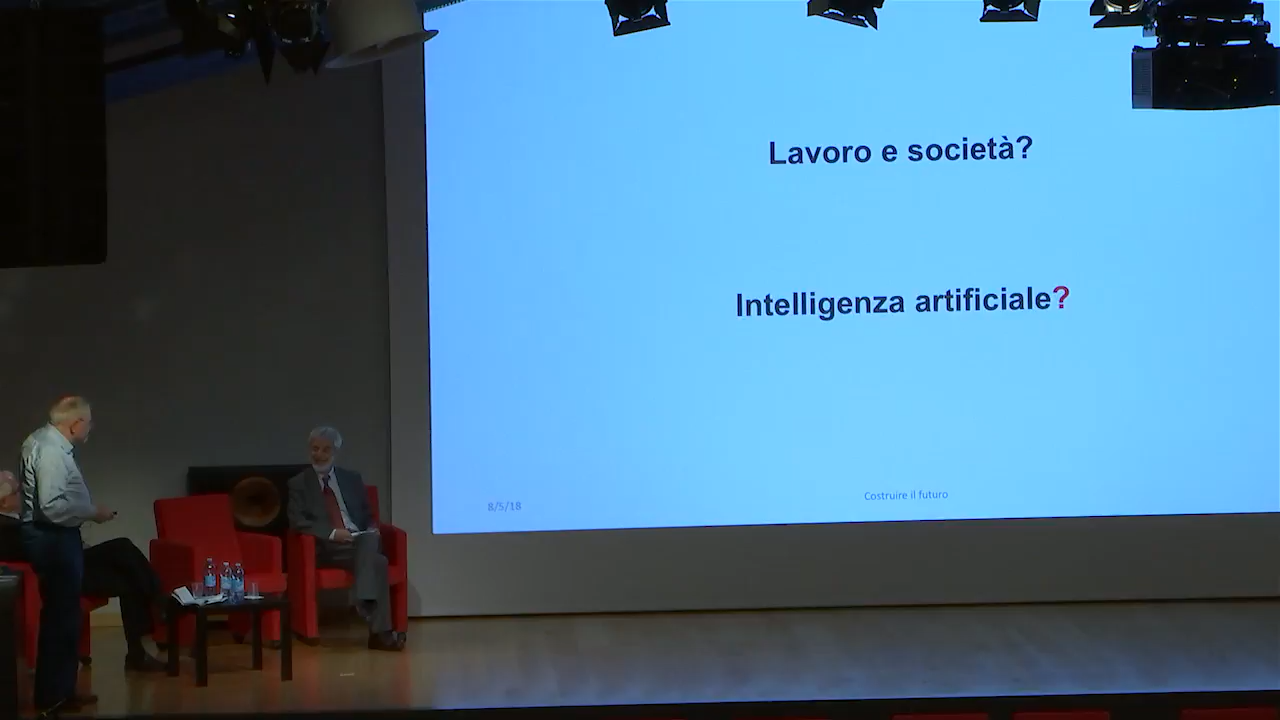 Lavoro e società?
Intelligenza artificiale?
8/5/18
Costruire il futuro